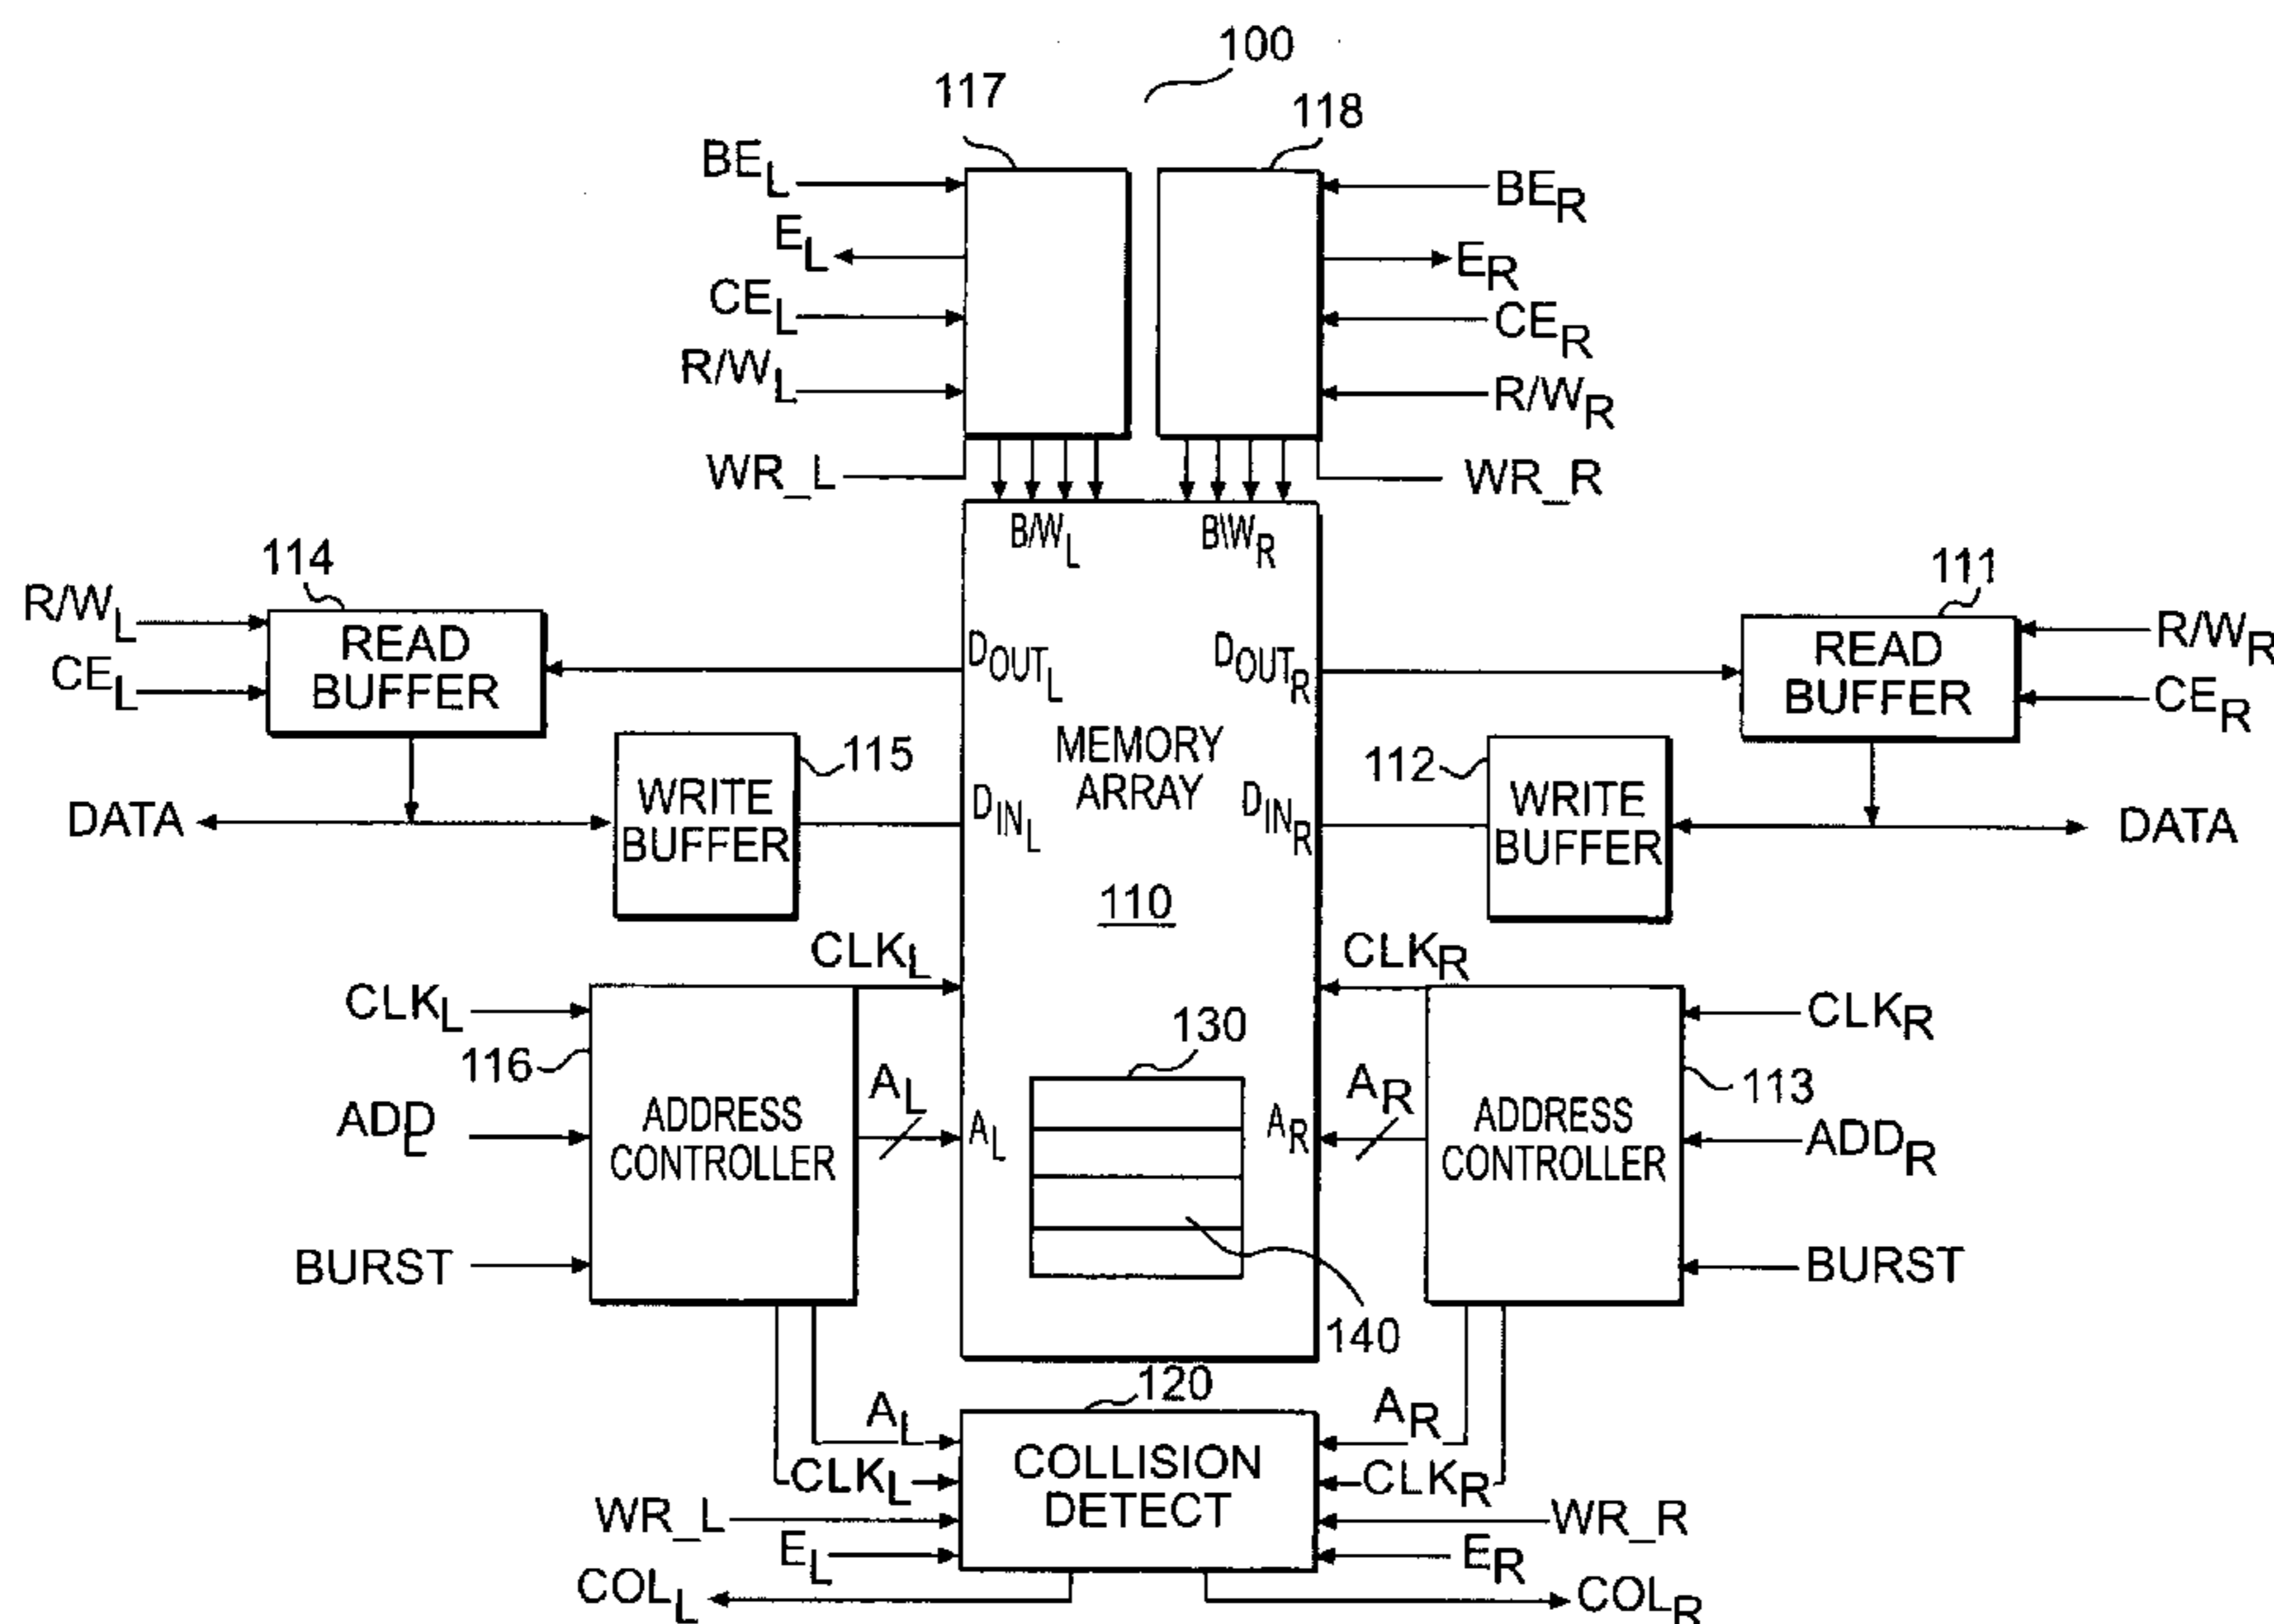 100
117
118
BEL
BER
EL
ER
CEL
CER
R/WL
R/WR
WR_L
WR_R
B/WL
B\WR
114
111
R/WL
READ
BUFFER
CEL
DOUTL
DOUTR
READ
BUFFER
R/WR
CER
MEMORY
ARRAY
115
112
DATA
WRITE
BUFFER
DINL
DINR
WRITE
BUFFER
DATA
110
CLKL
CLKR
CLKL
CLKR
116
113
130
AL
AR
ADDL
ADDRESS
CONTROLLER
AL
AR
ADDRESS
CONTROLLER
ADDR
BURST
BURST
140
120
AL
AR
COLLISION
DETECT
CLKL
CLKR
WR_L
WR_R
EL
ER
COLL
COLR